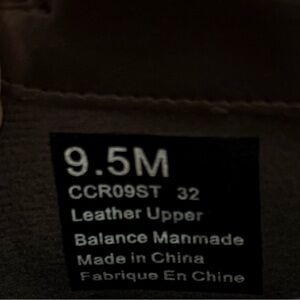 9.5M
CCR09ST 32
Leather Upper
Balance Manmade
Made in China
Fabrique En Chine